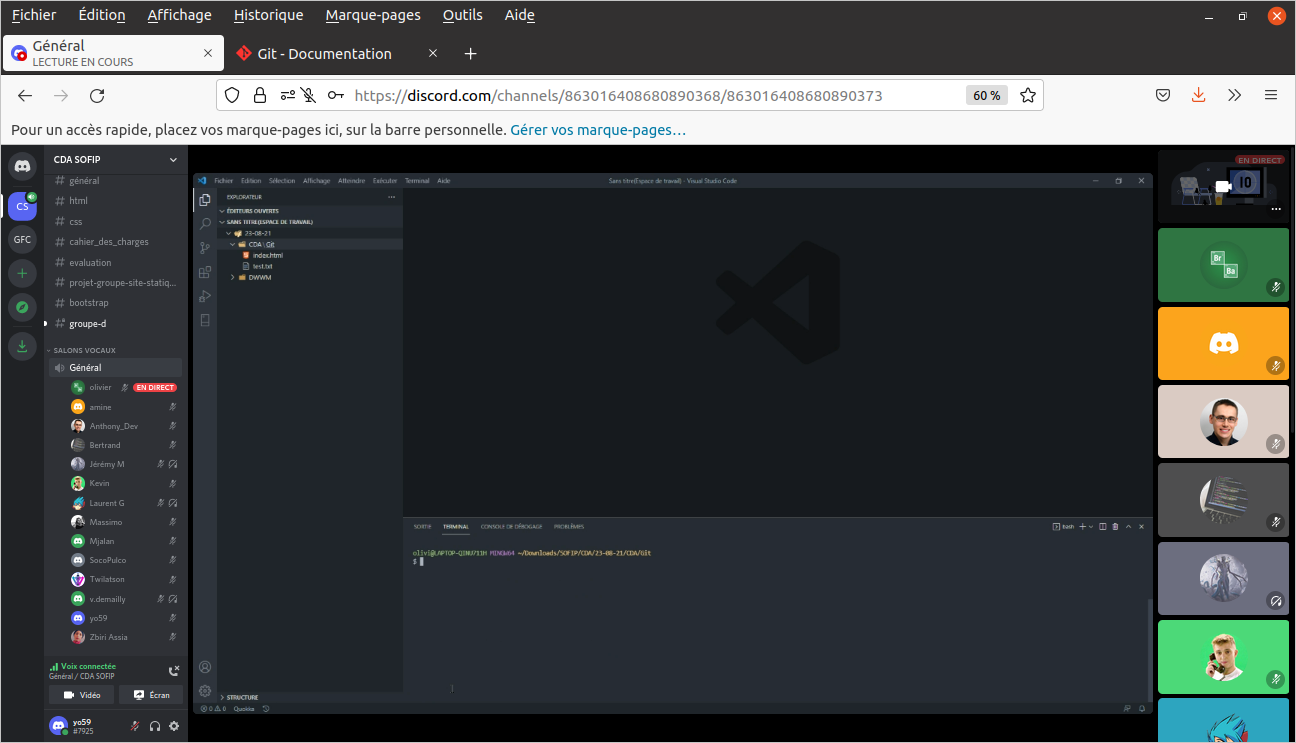 Fichier Édition Affichage Historique Marque-pages Outils Aide
Général
LECTURE EN COURS
Git - Documentation
https://discord.com/channels/863016408680890368/863016408680890373
60 %
Pour un accès rapide, placez vos marque-pages ici, sur la barre personnelle. Gérer vos marque-pages…
CDA SOFIP
# général
# html
# css
# cahier_des_charges
# evaluation
# projet-groupe-site-statiq...
# bootstrap
# groupe-d
CS
GFC
SALONS VOCAUX
Général
olivier EN DIRECT
amine
Anthony_Dev
Bertrand
Jérémy M
Kevin
Laurent G
Massimo
Mjalan
SocoPulco
Twilatson
v.demailly
yo59
Zbiri Assia
Voix connectée
Général / CDA SOFIP
Vidéo Écran
yo59
#7925
Fichier Edition Sélection Affichage Atteindre Exécuter Terminal Aide
Sans titre(Espace de travail) - Visual Studio Code
EXPLORATEUR
ÉDITEURS OUVERTS
SANS TITRE(ESPACE DE TRAVAIL)
23-08-21
CDA \ Git
index.html
test.txt
DWWM
STRUCTURE
0 0 Quokka
SORTIE TERMINAL CONSOLE DE DÉBOGAGE PROBLÈMES
bash
olivi@LAPTOP-QINU711H MINGW64 ~/Downloads/SOFIP/CDA/23-08-21/CDA/Git
$
EN DIRECT
IO
Br
Ba